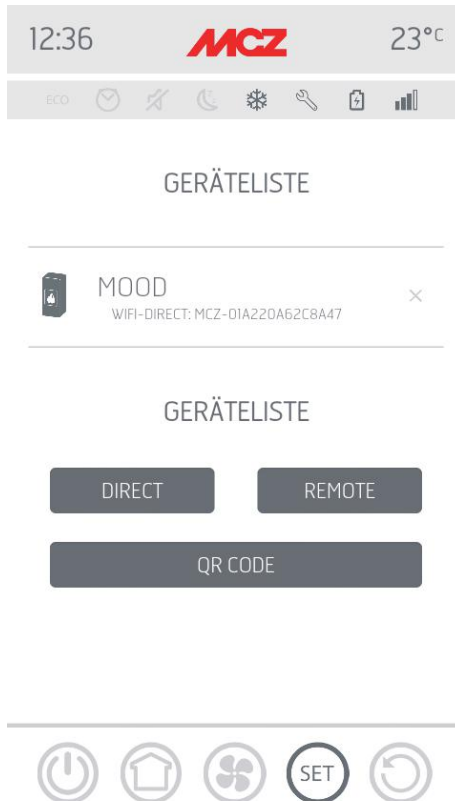 12:36 MCZ 23°C
ECO
GERÄTELISTE
MOOD
WIFI-DIRECT: MCZ-01A220A62C8A47
GERÄTELISTE
DIRECT REMOTE
QR CODE
SET